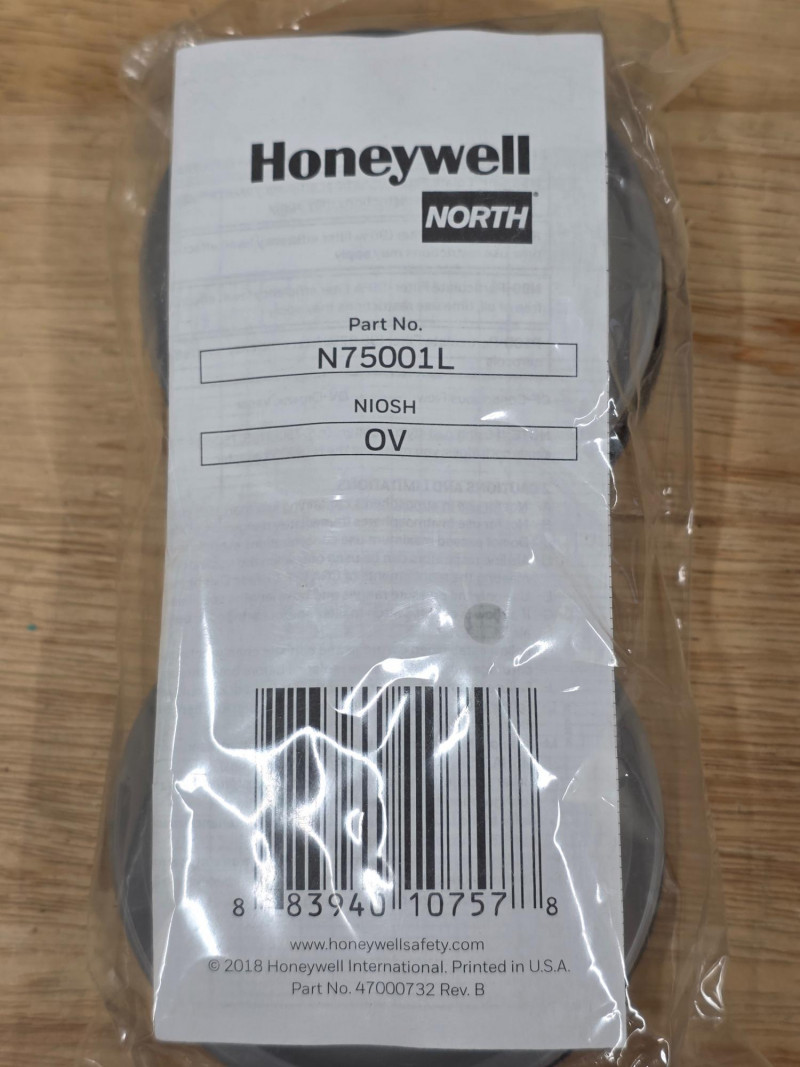 Honeywell
NORTH
Part No.
N75001L
NIOSH
OV
8 83940 10757 8
www.honeywellsafety.com
© 2018 Honeywell International. Printed in U.S.A.
Part No. 47000732 Rev. B